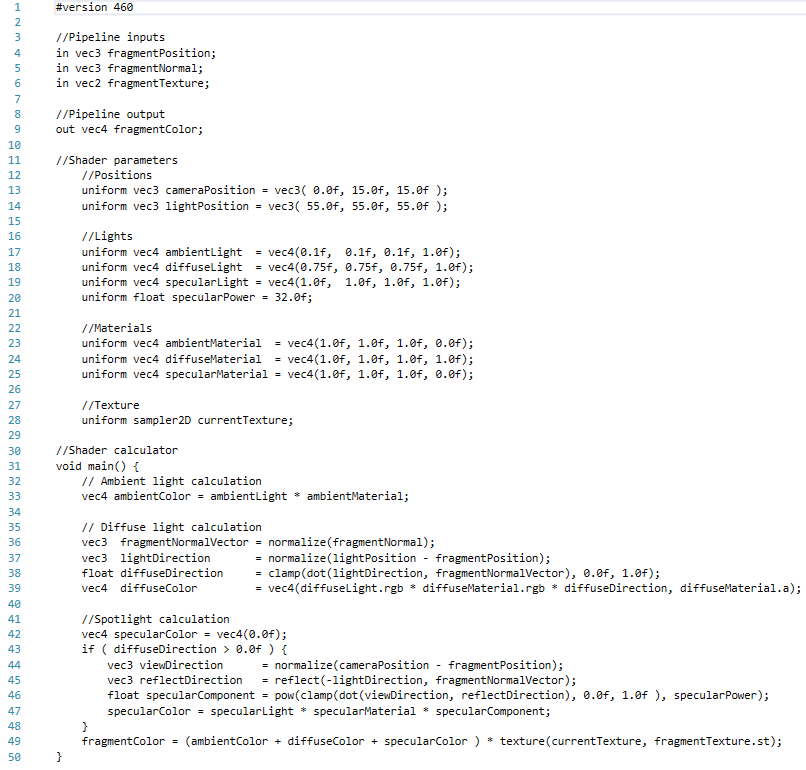 1 #version 460
2
3 //Pipeline inputs
4 in vec3 fragmentPosition;
5 in vec3 fragmentNormal;
6 in vec2 fragmentTexture;
7
8 //Pipeline output
9 out vec4 fragmentColor;
10
11 //Shader parameters
12     //Positions
13     uniform vec3 cameraPosition = vec3( 0.0f, 15.0f, 15.0f );
14     uniform vec3 lightPosition = vec3( 55.0f, 55.0f, 55.0f );
15
16     //Lights
17     uniform vec4 ambientLight  = vec4(0.1f,  0.1f, 0.1f, 1.0f);
18     uniform vec4 diffuseLight  = vec4(0.75f, 0.75f, 0.75f, 1.0f);
19     uniform vec4 specularLight = vec4(1.0f,  1.0f, 1.0f, 1.0f);
20     uniform float specularPower = 32.0f;
21
22     //Materials
23     uniform vec4 ambientMaterial  = vec4(1.0f, 1.0f, 1.0f, 0.0f);
24     uniform vec4 diffuseMaterial  = vec4(1.0f, 1.0f, 1.0f, 1.0f);
25     uniform vec4 specularMaterial = vec4(1.0f, 1.0f, 1.0f, 0.0f);
26
27     //Texture
28     uniform sampler2D currentTexture;
29
30 //Shader calculator
31 void main() {
32     // Ambient light calculation
33     vec4 ambientColor = ambientLight * ambientMaterial;
34
35     // Diffuse light calculation
36     vec3  fragmentNormalVector = normalize(fragmentNormal);
37     vec3  lightDirection       = normalize(lightPosition - fragmentPosition);
38     float diffuseDirection     = clamp(dot(lightDirection, fragmentNormalVector), 0.0f, 1.0f);
39     vec4  diffuseColor         = vec4(diffuseLight.rgb * diffuseMaterial.rgb * diffuseDirection, diffuseMaterial.a);
40
41     //Spotlight calculation
42     vec4 specularColor = vec4(0.0f);
43     if ( diffuseDirection > 0.0f ) {
44         vec3 viewDirection      = normalize(cameraPosition - fragmentPosition);
45         vec3 reflectDirection   = reflect(-lightDirection, fragmentNormalVector);
46         float specularComponent = pow(clamp(dot(viewDirection, reflectDirection), 0.0f, 1.0f ), specularPower);
47         specularColor = specularLight * specularMaterial * specularComponent;
48     }
49     fragmentColor = (ambientColor + diffuseColor + specularColor ) * texture(currentTexture, fragmentTexture.st);
50 }